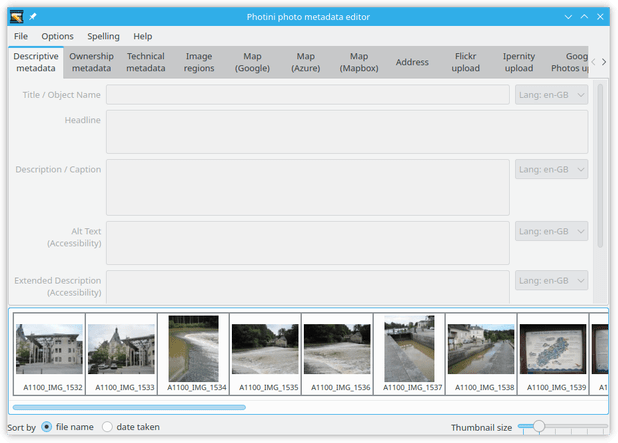 Photini photo metadata editor
File Options Spelling Help
Descriptive metadata
Ownership metadata
Technical metadata
Image regions
Map (Google)
Map (Azure)
Map (Mapbox)
Address
Flickr upload
Ipernity upload
Goog
Photos u
Title / Object Name
Lang: en-GB
Headline
Description / Caption
Lang: en-GB
Alt Text
(Accessibility)
Lang: en-GB
Extended Description
(Accessibility)
Lang: en-GB
A1100_IMG_1532 A1100_IMG_1533 A1100_IMG_1534 A1100_IMG_1535 A1100_IMG_1536 A1100_IMG_1537 A1100_IMG_1538 A1100_IMG_1539 A1
Sort by file name date taken Thumbnail size